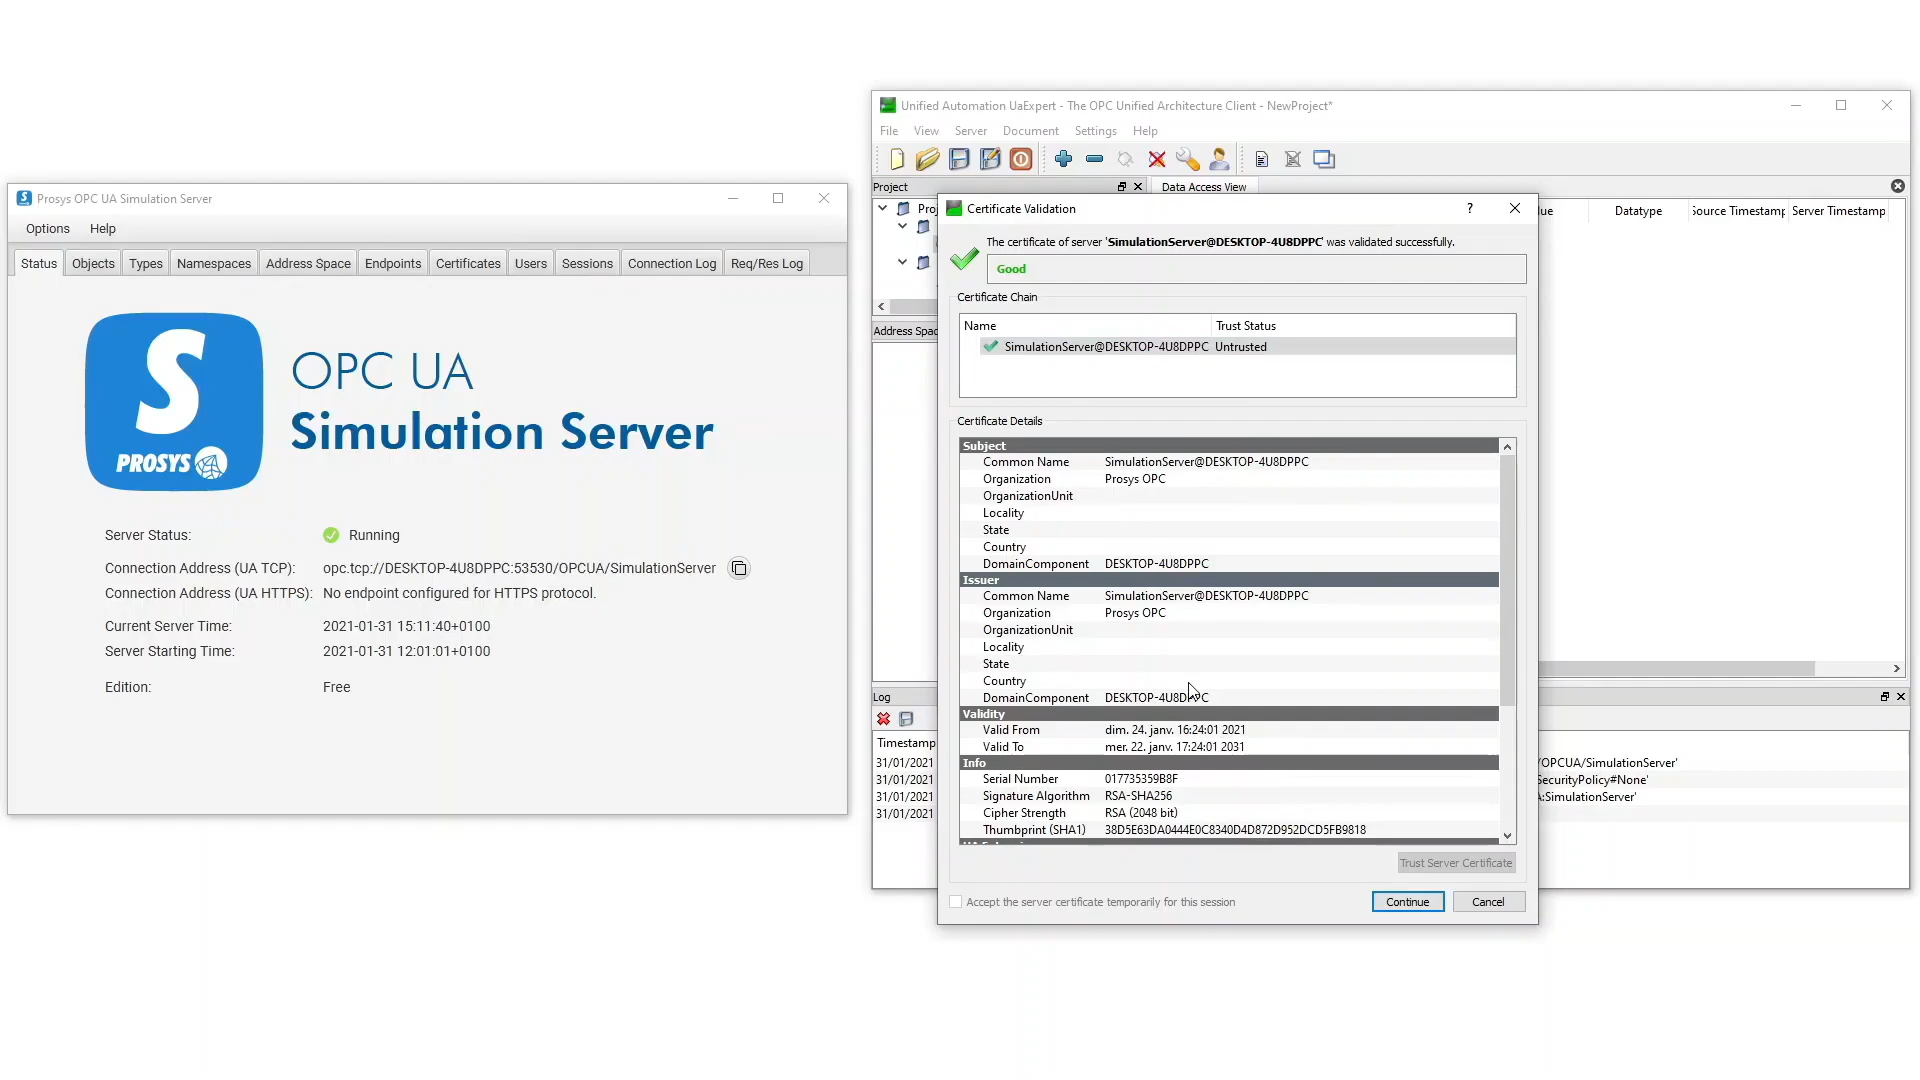 Prosys OPC UA Simulation Server
Options Help
Status Objects Types Namespaces Address Space Endpoints Certificates Users Sessions Connection Log Req/Res Log
S
PROSYS
OPC UA
Simulation Server
Server Status: Running
Connection Address (UA TCP): opc.tcp://DESKTOP-4U8DPPC:53530/OPCUA/SimulationServer
Connection Address (UA HTTPS): No endpoint configured for HTTPS protocol.
Current Server Time: 2021-01-31 15:11:40+0100
Server Starting Time: 2021-01-31 12:01:01+0100
Edition: Free
Unified Automation UaExpert - The OPC Unified Architecture Client - NewProject*
File View Server Document Settings Help
Project
Data Access View
Proj
Datatype Source Timestamp Server Timestamp
Address Spac
Log
Timestamp
31/01/2021 /OPCUA/SimulationServer'
31/01/2021 SecurityPolicy#None'
31/01/2021 :SimulationServer'
31/01/2021
Certificate Validation ?
The certificate of server 'SimulationServer@DESKTOP-4U8DPPC' was validated successfully.
Good
Certificate Chain
Name Trust Status
SimulationServer@DESKTOP-4U8DPPC Untrusted
Certificate Details
Subject
Common Name SimulationServer@DESKTOP-4U8DPPC
Organization Prosys OPC
OrganizationUnit
Locality
State
Country
DomainComponent DESKTOP-4U8DPPC
Issuer
Common Name SimulationServer@DESKTOP-4U8DPPC
Organization Prosys OPC
OrganizationUnit
Locality
State
Country
DomainComponent DESKTOP-4U8DPPC
Validity
Valid From dim. 24. janv. 16:24:01 2021
Valid To mer. 22. janv. 17:24:01 2031
Info
Serial Number 017735359B8F
Signature Algorithm RSA-SHA256
Cipher Strength RSA (2048 bit)
Thumbprint (SHA1) 38D5E63DA0444E0C8340D4D872D952DCD5FB9818
Trust Server Certificate
Accept the server certificate temporarily for this session
Continue Cancel